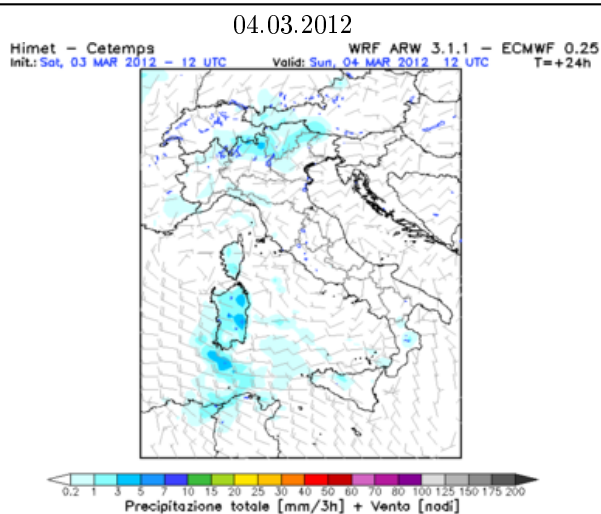 04.03.2012
Himet - Cetemps WRF ARW 3.1.1 - ECMWF 0.25
Init.: Sat, 03 MAR 2012 - 12 UTC Valid: Sun, 04 MAR 2012 12 UTC T=+24h
0.2 1 3 5 7 10 15 20 25 30 40 50 60 70 80 90 100 125 150 175 200
Precipitazione totale [mm/3h] + Vento [nodi]